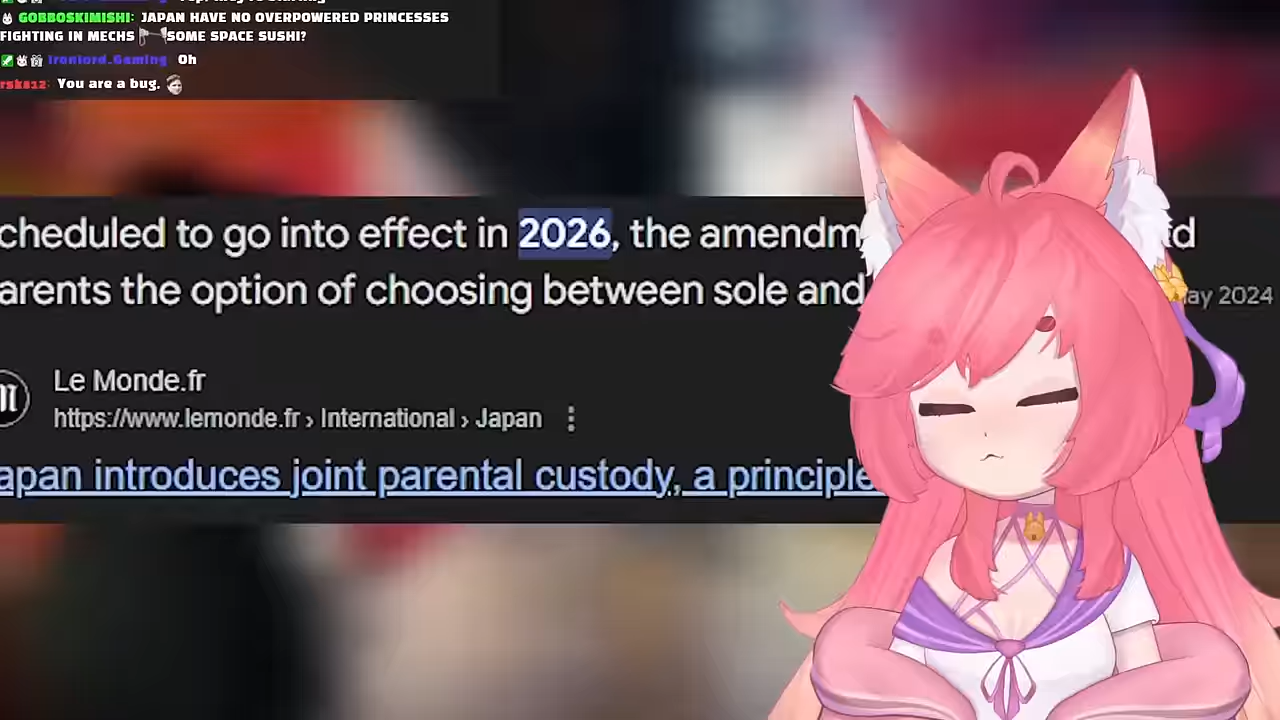 GOBBOSKIMISHI: JAPAN HAVE NO OVERPOWERED PRINCESSES
FIGHTING IN MECHS SOME SPACE SUSHI?
Ironlord_Gaming Oh
You are a bug.
cheduled to go into effect in 2026, the amendm d
arents the option of choosing between sole and ay 2024
Le Monde.fr
https://www.lemonde.fr › International › Japan
apan introduces joint parental custody, a principle